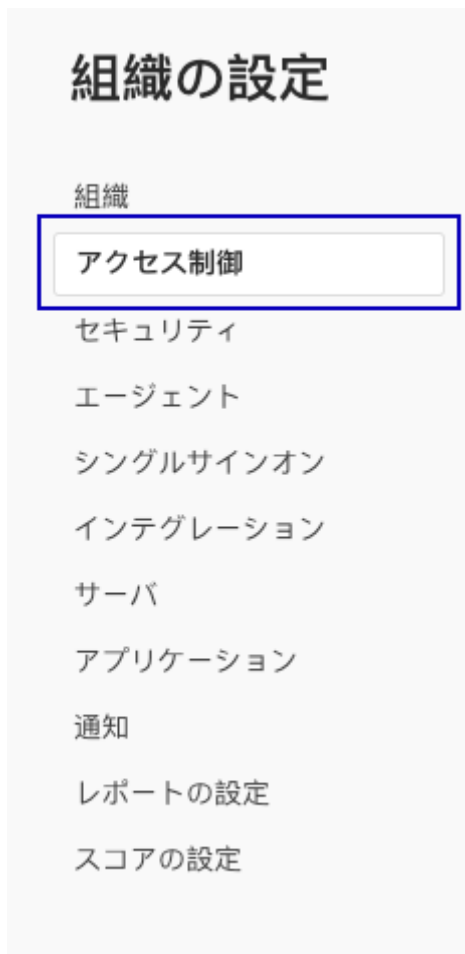 組織の設定
組織
アクセス制御
セキュリティ
エージェント
シングルサインオン
インテグレーション
サーバ
アプリケーション
通知
レポートの設定
スコアの設定